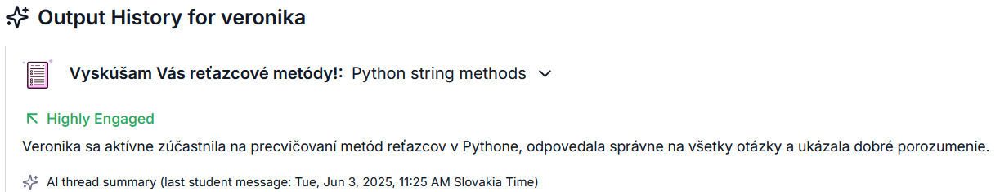 Output History for veronika
Vyskúšam Vás reťazcové metódy!: Python string methods
Highly Engaged
Veronika sa aktívne zúčastnila na precvičovaní metód reťazcov v Pythone, odpovedala správne na všetky otázky a ukázala dobré porozumenie.
AI thread summary (last student message: Tue, Jun 3, 2025, 11:25 AM Slovakia Time)